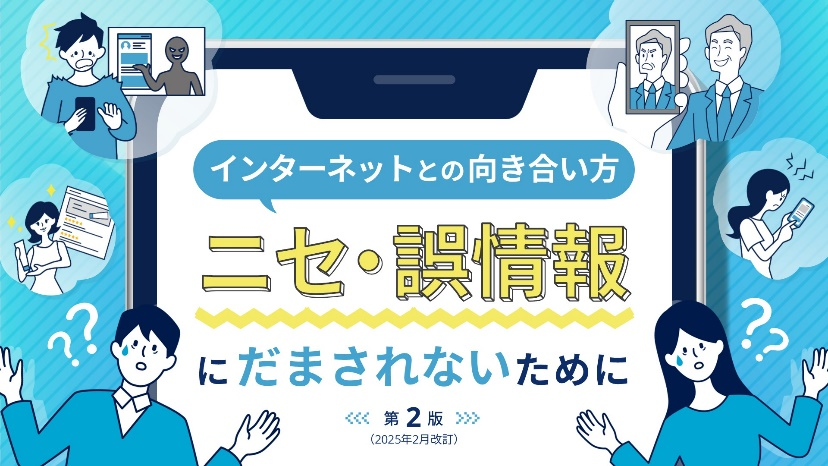 インターネットとの向き合い方
ニセ・誤情報
にだまされないために
第2版
（2025年2月改訂）